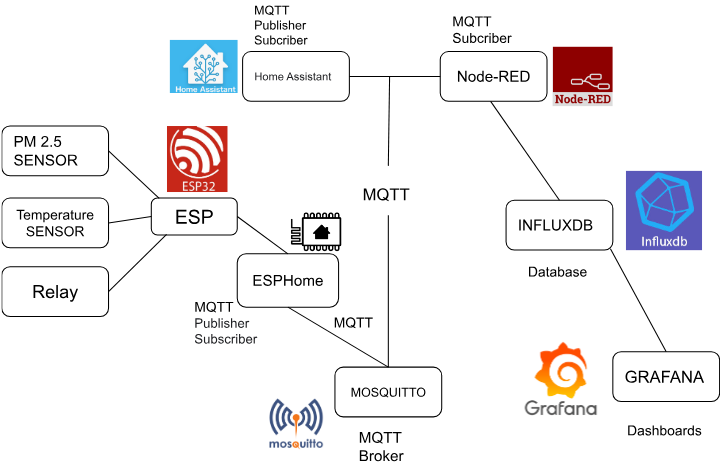 MQTT
Publisher
Subcriber
MQTT
Subcriber
Home Assistant
Home Assistant
Node-RED
Node-RED
PM 2.5
SENSOR
ESP32
Temperature
SENSOR
ESP
MQTT
INFLUXDB
Influxdb
Database
Relay
ESPHome
MQTT
Publisher
Subscriber
MQTT
MOSQUITTO
mosquitto
MQTT
Broker
Grafana
GRAFANA
Dashboards